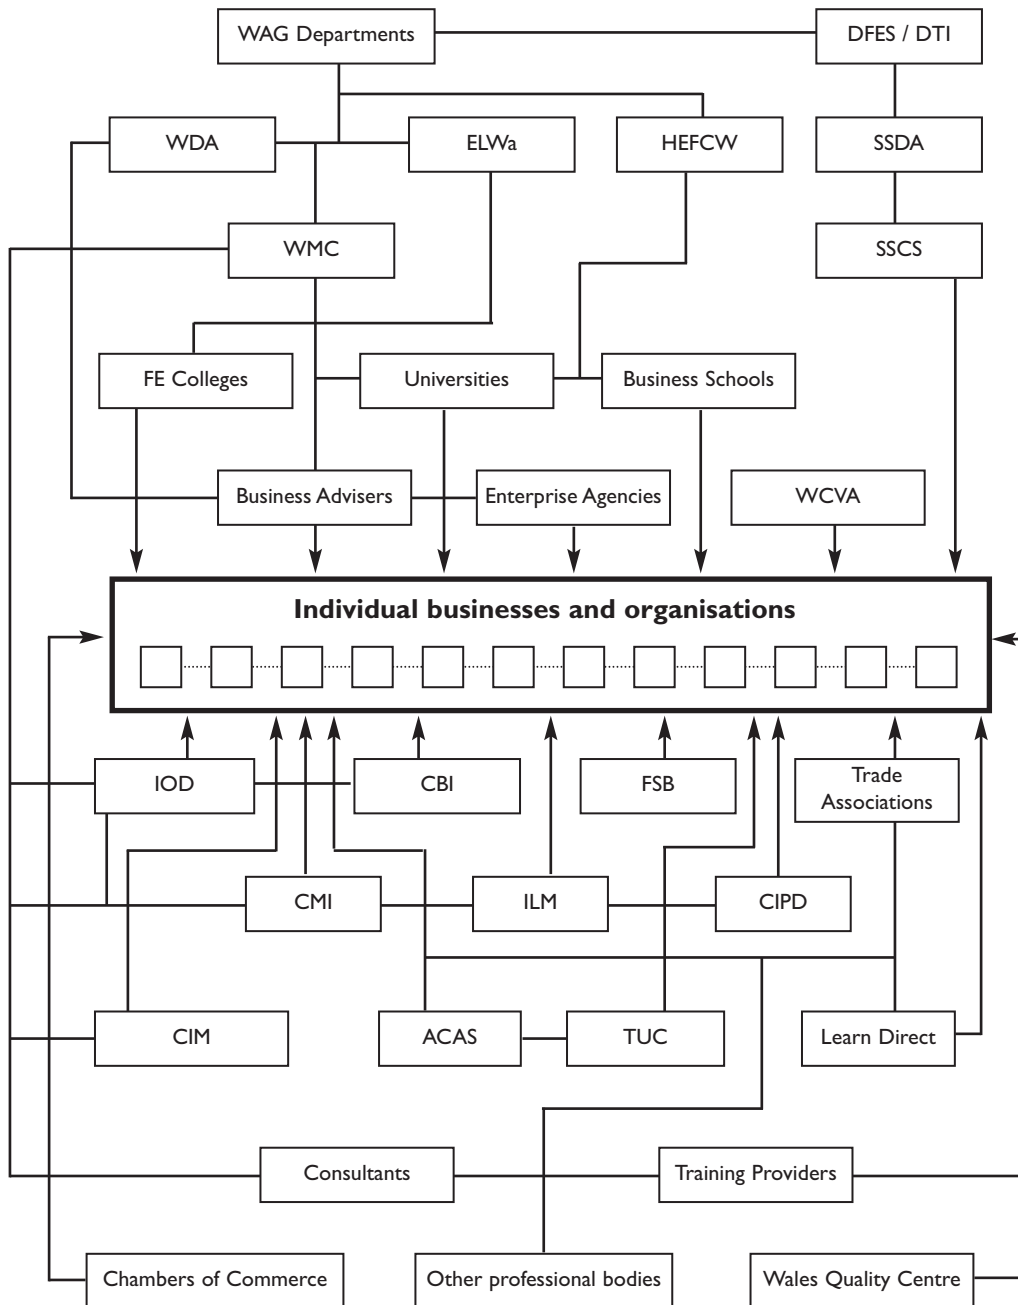 WAG Departments
DFES / DTI
WDA
ELWa
HEFCW
SSDA
WMC
SSCS
FE Colleges
Universities
Business Schools
Business Advisers
Enterprise Agencies
WCVA
Individual businesses and organisations
IOD
CBI
FSB
Trade
Associations
CMI
ILM
CIPD
CIM
ACAS
TUC
Learn Direct
Consultants
Training Providers
Chambers of Commerce
Other professional bodies
Wales Quality Centre